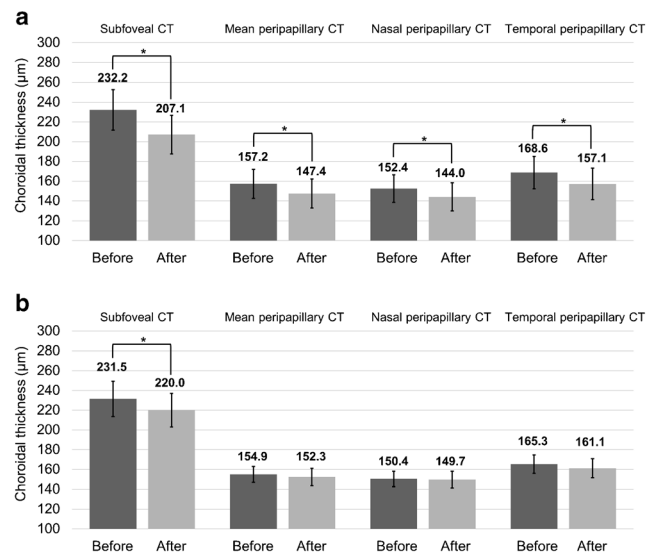 a
Subfoveal CT Mean peripapillary CT Nasal peripapillary CT Temporal peripapillary CT
Choroidal thickness (μm)
300
280
260
240
220
200
180
160
140
120
100
* * * *
232.2 207.1 157.2 147.4 152.4 144.0 168.6 157.1
Before After Before After Before After Before After
b
Subfoveal CT Mean peripapillary CT Nasal peripapillary CT Temporal peripapillary CT
Choroidal thickness (μm)
300
280
260
240
220
200
180
160
140
120
100
*
231.5 220.0 154.9 152.3 150.4 149.7 165.3 161.1
Before After Before After Before After Before After